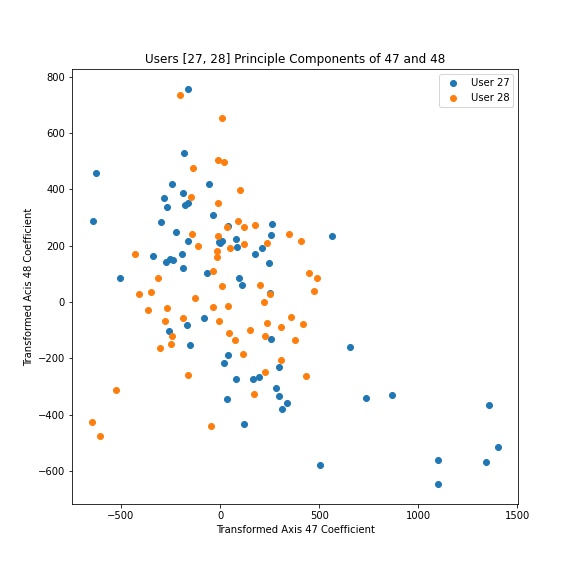 Users [27, 28] Principle Components of 47 and 48
User 27
User 28
800
600
400
200
0
−200
−400
−600
Transformed Acis 48 Coefficient
−500
0
500
1000
1500
Transformed Axis 47 Coefficient